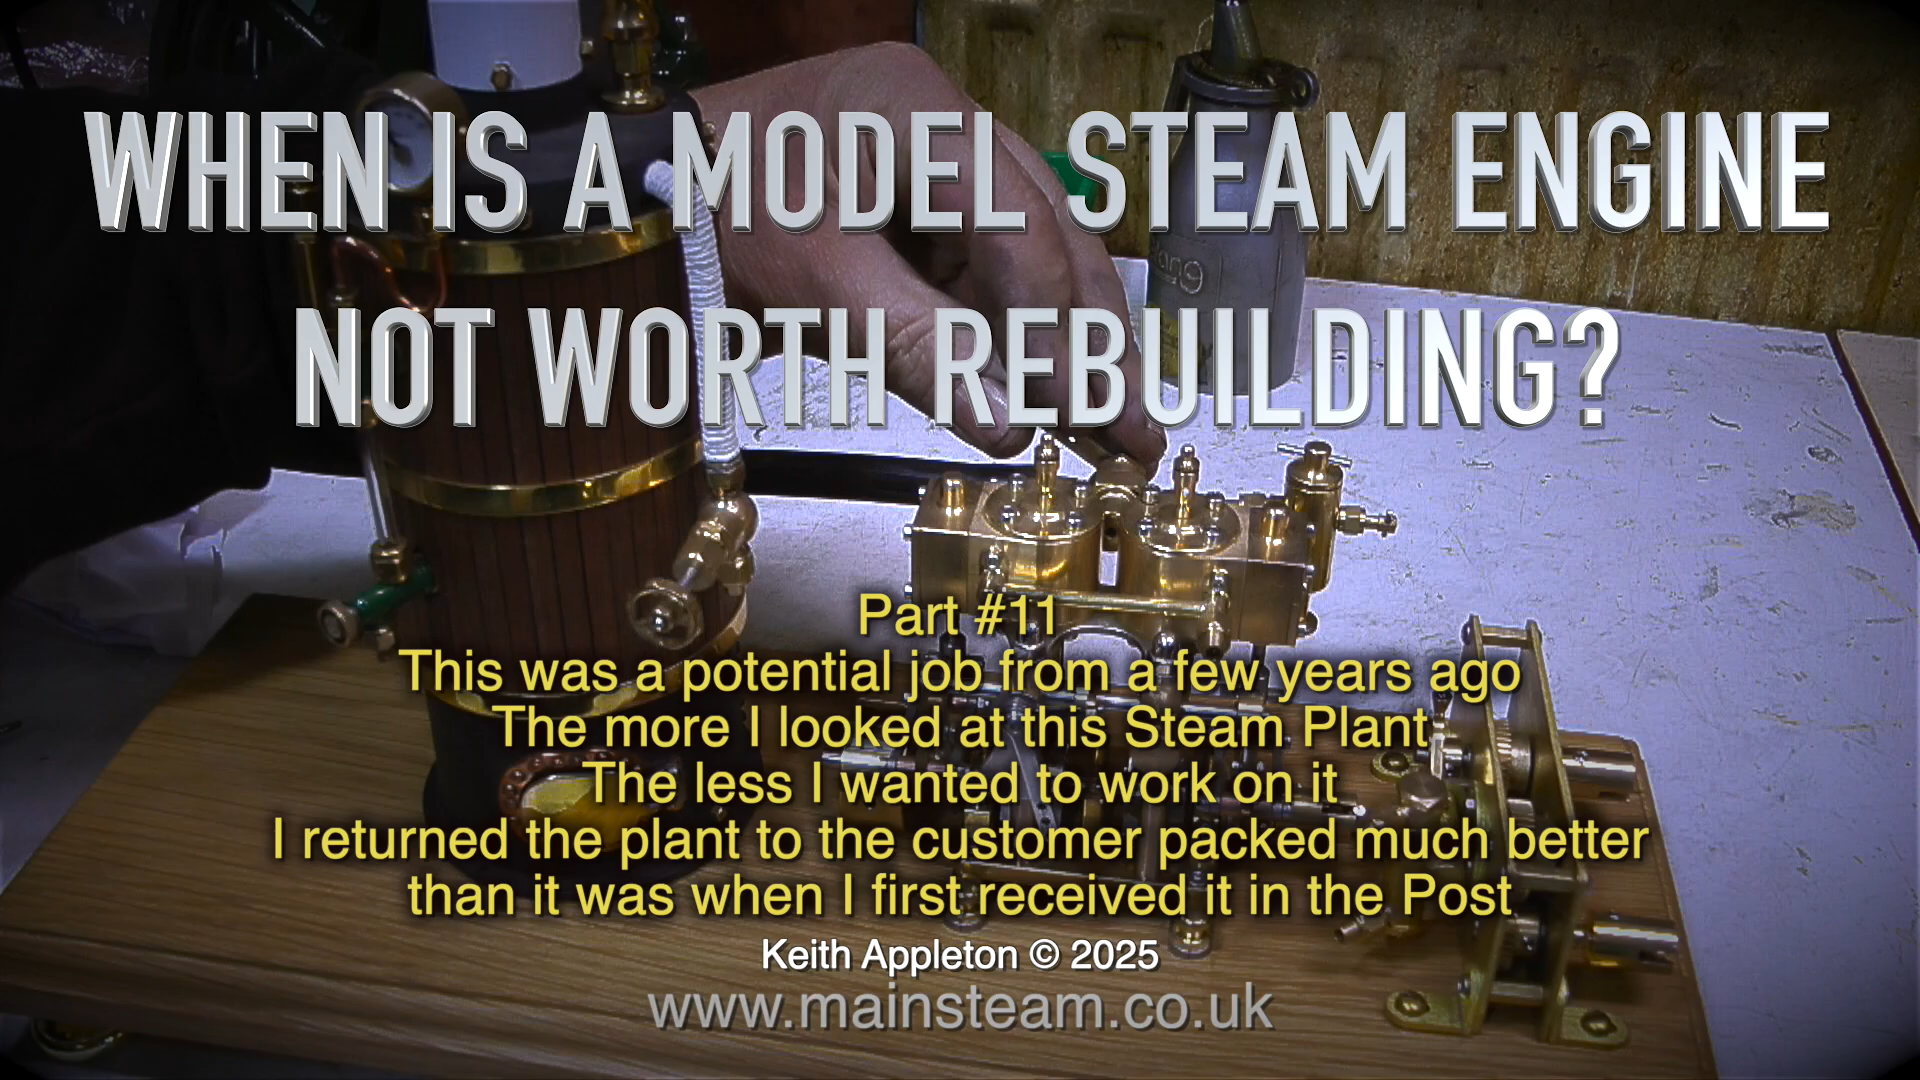 WHEN IS A MODEL STEAM ENGINE
NOT WORTH REBUILDING?
Part #11
This was a potential job from a few years ago
The more I looked at this Steam Plant
The less I wanted to work on it
I returned the plant to the customer packed much better
than it was when I first received it in the Post
Keith Appleton © 2025
www.mainsteam.co.uk